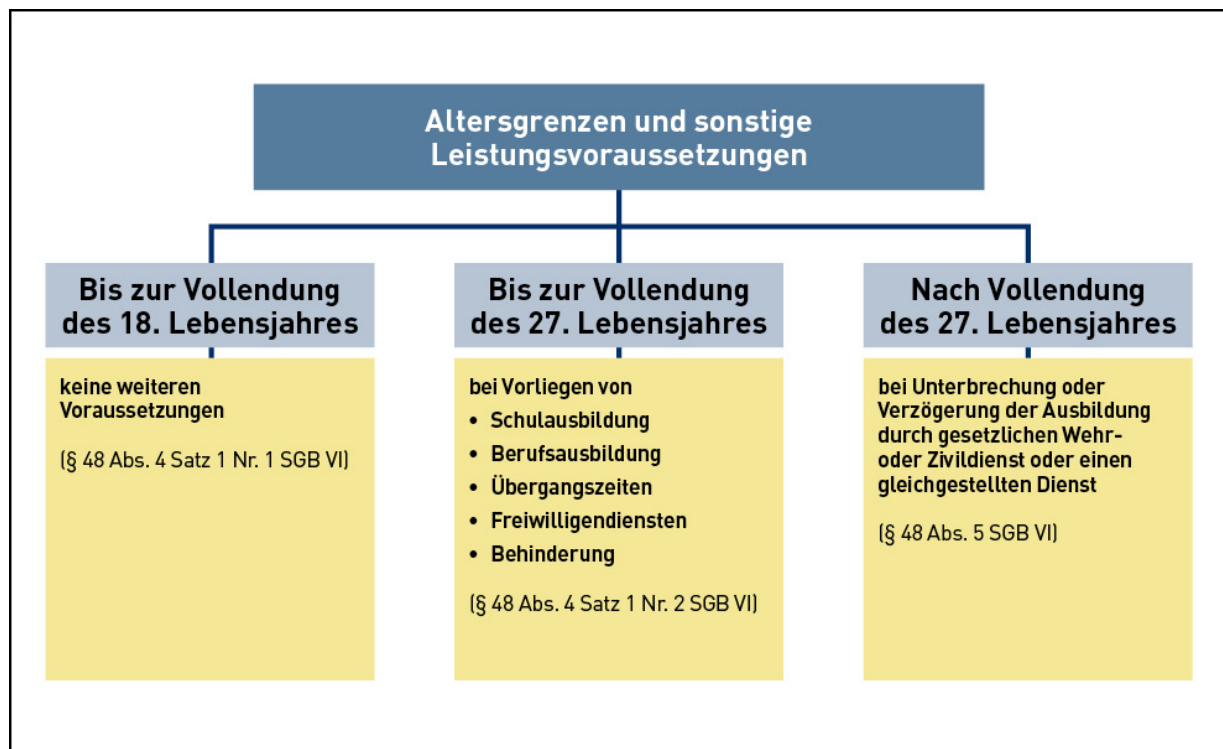 Altersgrenzen und sonstige
Leistungsvoraussetzungen
Bis zur Vollendung
des 18. Lebensjahres
keine weiteren
Voraussetzungen
(§ 48 Abs. 4 Satz 1 Nr. 1 SGB VI)
Bis zur Vollendung
des 27. Lebensjahres
bei Vorliegen von
• Schulausbildung
• Berufsausbildung
• Übergangszeiten
• Freiwilligendiensten
• Behinderung
(§ 48 Abs. 4 Satz 1 Nr. 2 SGB VI)
Nach Vollendung
des 27. Lebensjahres
bei Unterbrechung oder
Verzögerung der Ausbildung
durch gesetzlichen Wehr-
oder Zivildienst oder einen
gleichgestellten Dienst
(§ 48 Abs. 5 SGB VI)